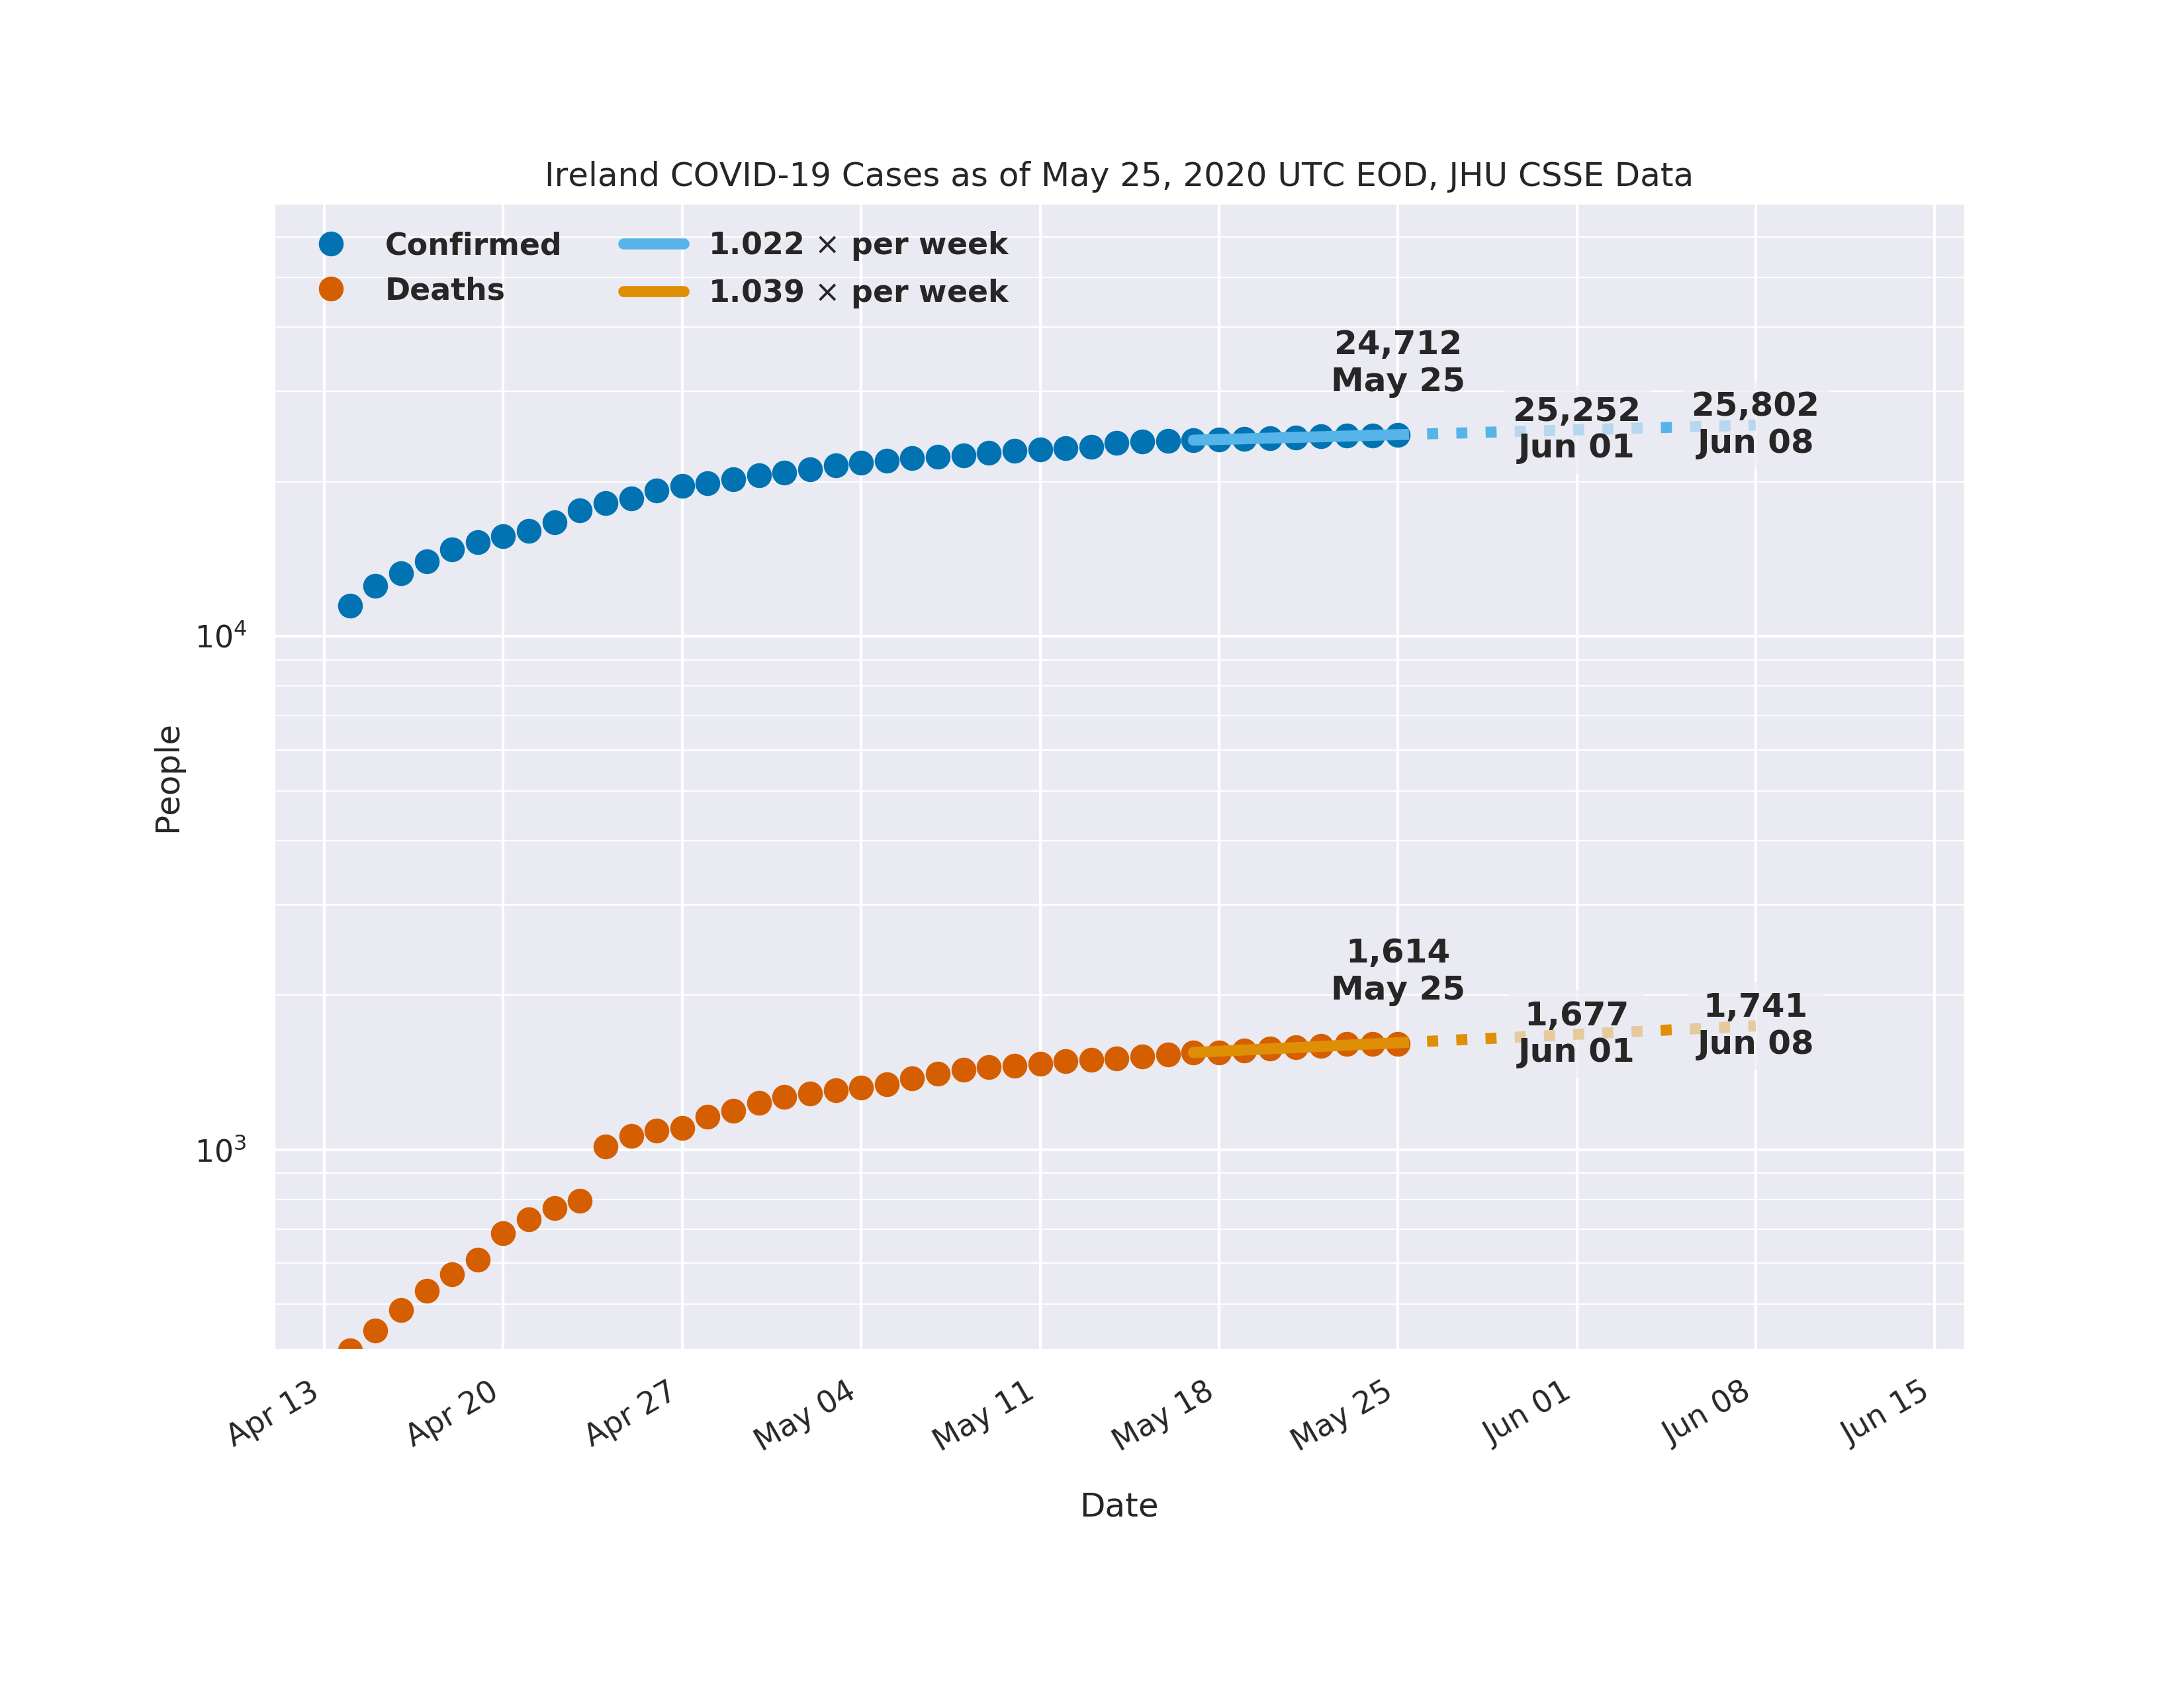 Ireland COVID-19 Cases as of May 25, 2020 UTC EOD, JHU CSSE Data
Confirmed
Deaths
1.022 × per week
1.039 × per week
24,712
May 25
25,252
Jun 01
25,802
Jun 08
10⁴
People
1,614
May 25
1,677
Jun 01
1,741
Jun 08
10³
Apr 13
Apr 20
Apr 27
May 04
May 11
May 18
May 25
Jun 01
Jun 08
Jun 15
Date